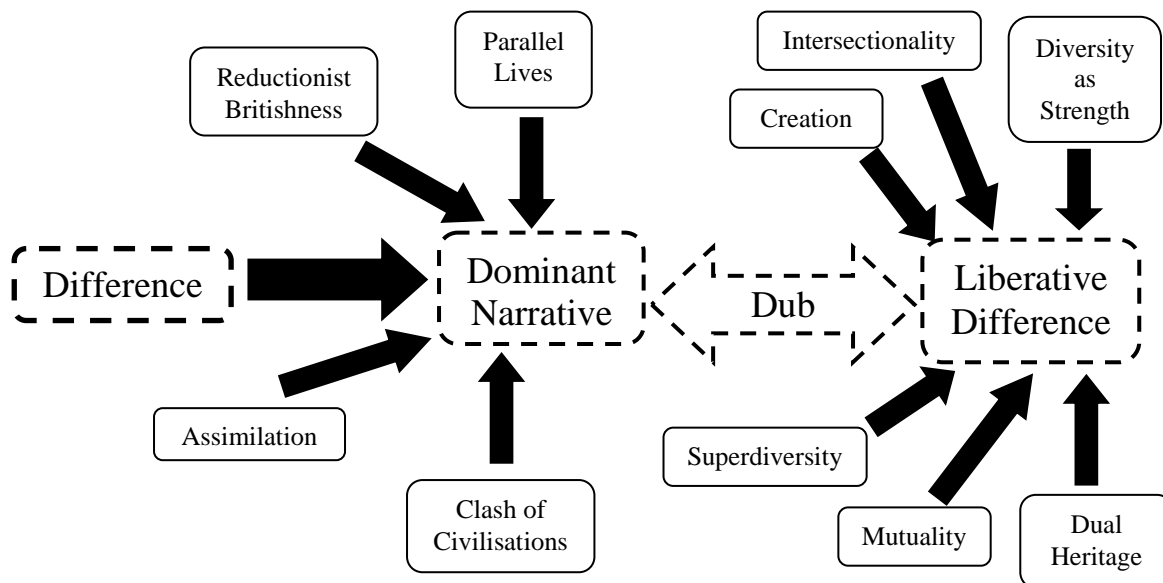 Parallel
Lives
Reductionist
Britishness
Intersectionality
Diversity
as
Strength
Creation
Difference
Dominant
Narrative
Dub
Liberative
Difference
Assimilation
Superdiversity
Clash of
Civilisations
Mutuality
Dual
Heritage